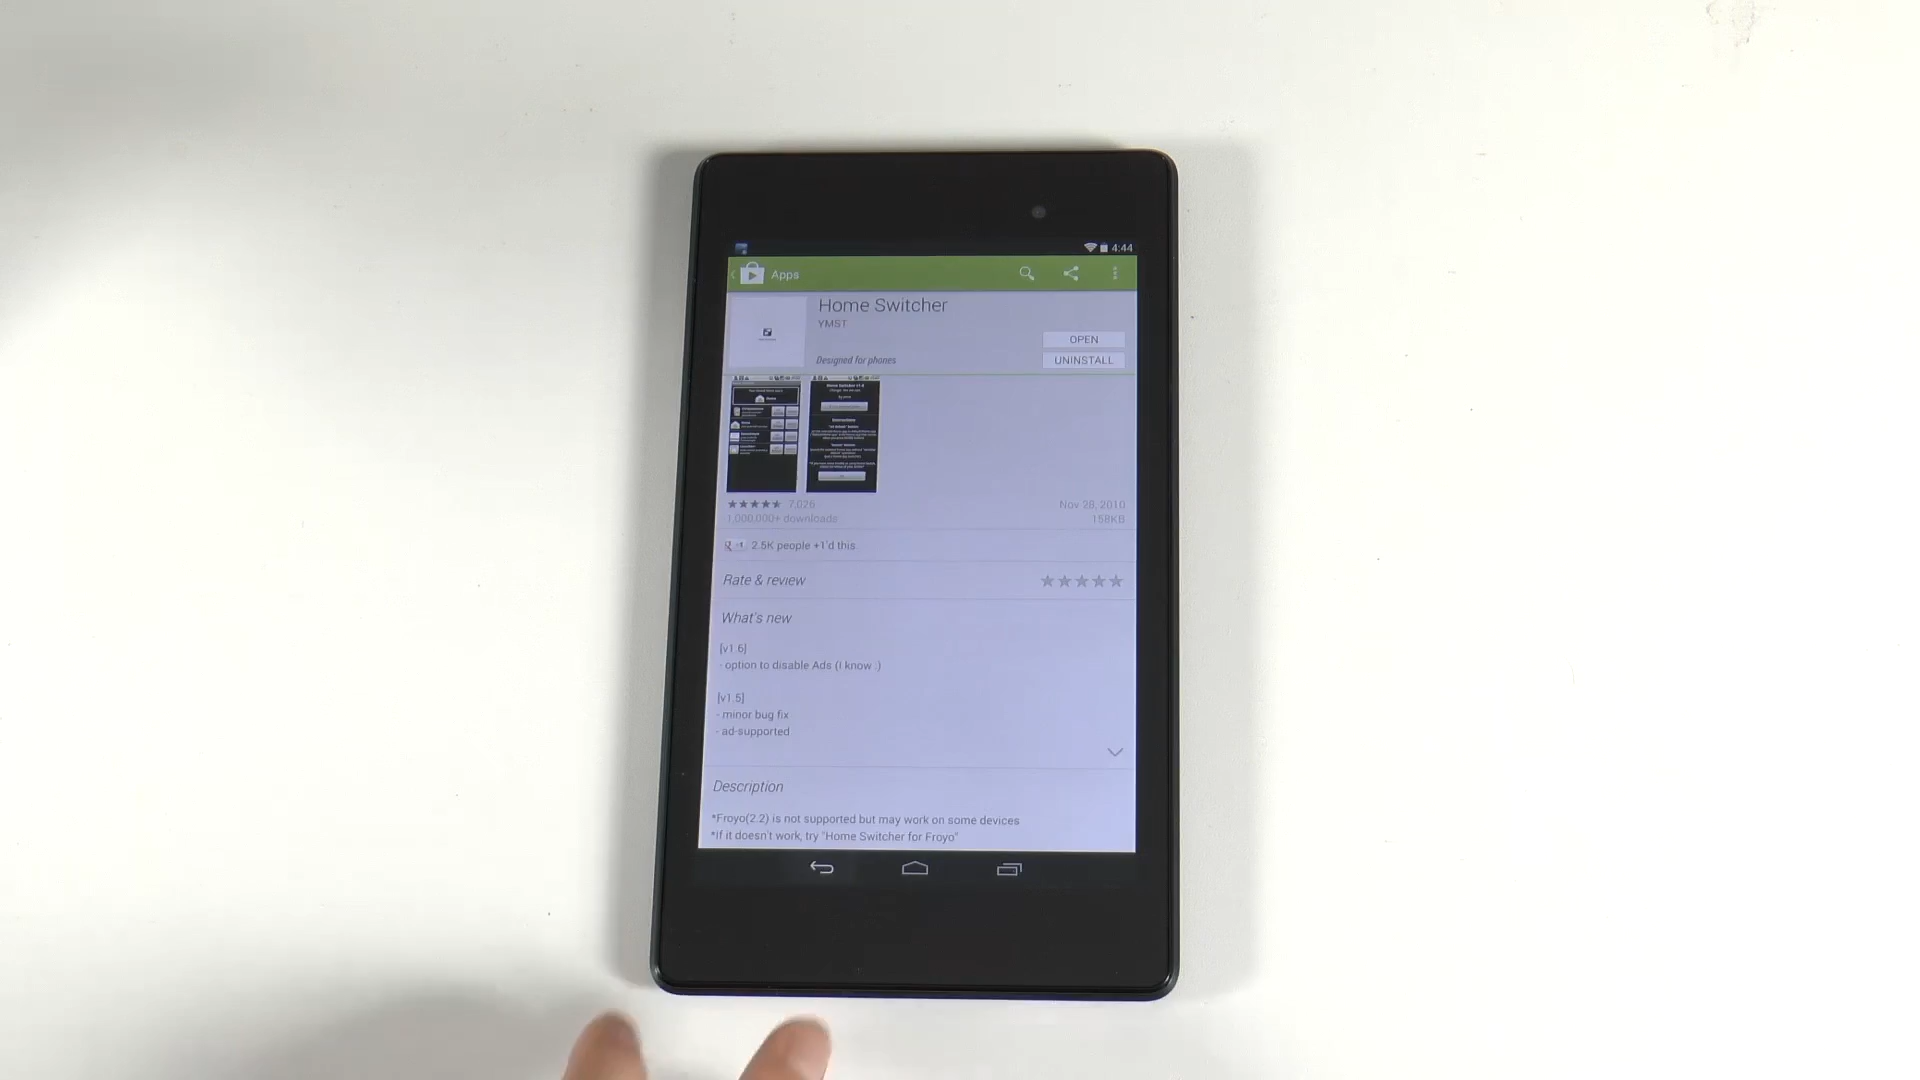 4:44
Apps
Home Switcher
YMST
OPEN
Designed for phones
UNINSTALL
7,026
Nov 28, 2010
1,000,000+ downloads
158KB
2.5K people +1'd this.
Rate & review
What's new
[v1.6]
- option to disable Ads (I know :)
[v1.5]
- minor bug fix
- ad-supported
Description
*Froyo(2.2) is not supported but may work on some devices
*If it doesn't work, try "Home Switcher for Froyo"